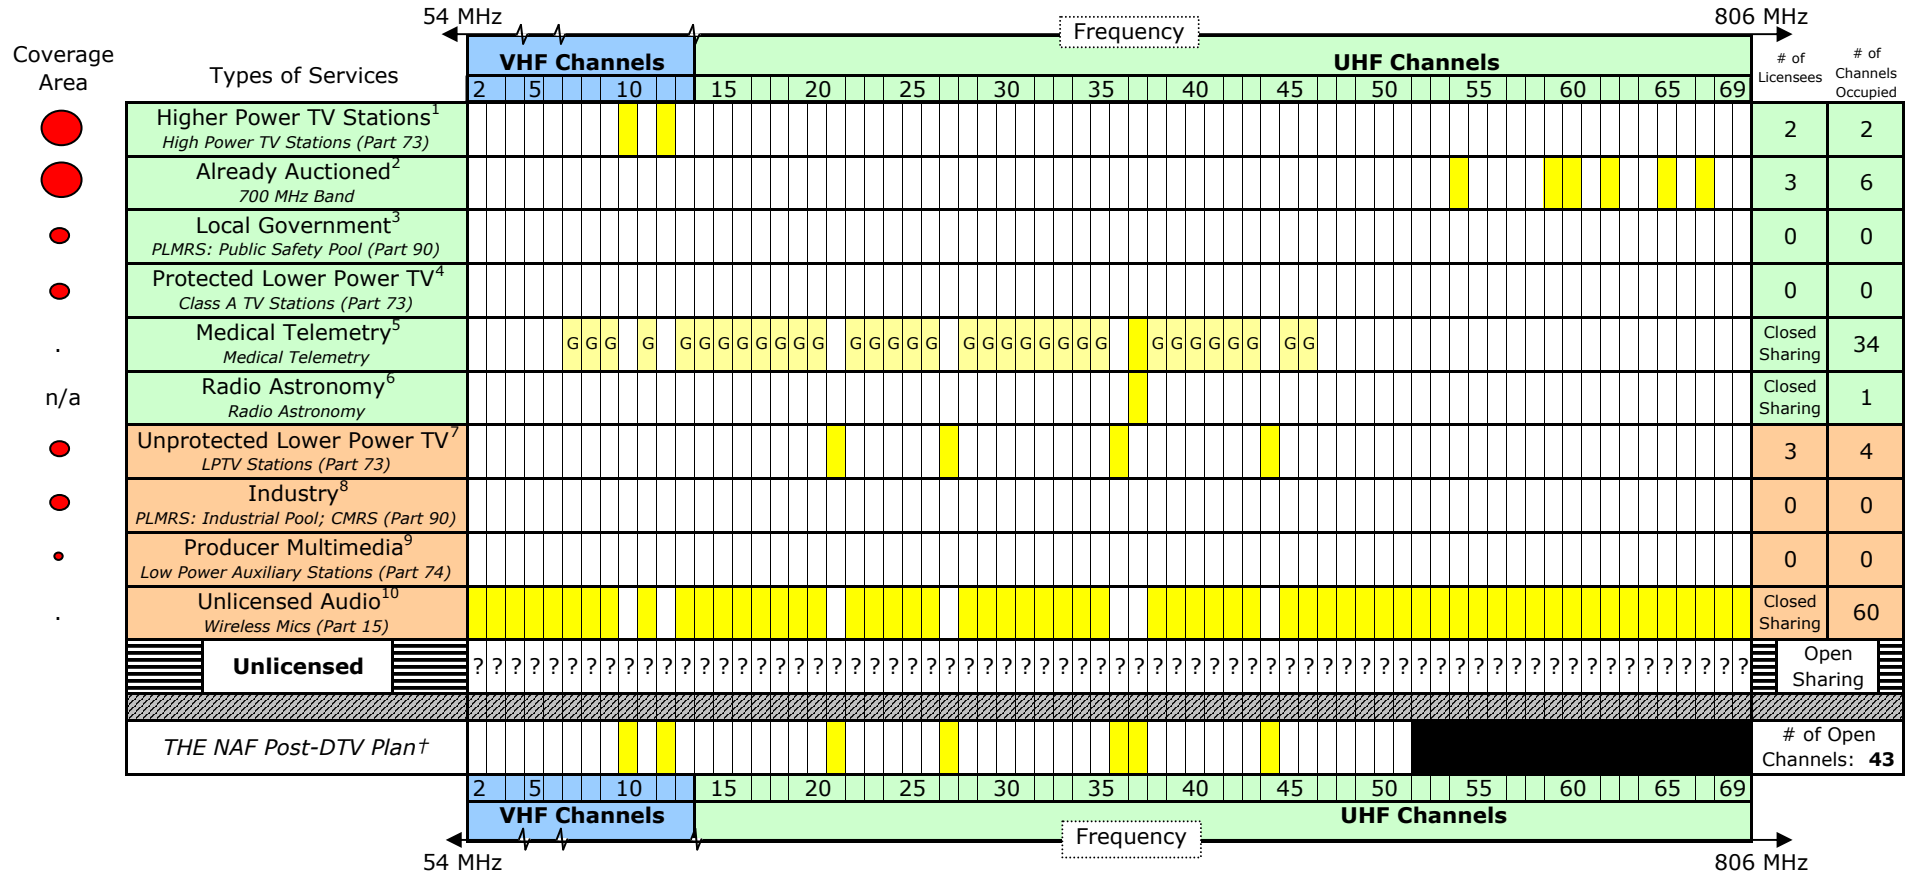 54 MHz
806 MHz
Frequency
Coverage
Area
Types of Services
VHF Channels
UHF Channels
# of
Licensees
# of
Channels
Occupied
2 5 10 15 20 25 30 35 40 45 50 55 60 65 69
Higher Power TV Stations1
High Power TV Stations (Part 73)
2 2
Already Auctioned2
700 MHz Band
3 6
Local Government3
PLMRS: Public Safety Pool (Part 90)
0 0
Protected Lower Power TV4
Class A TV Stations (Part 73)
0 0
.
Medical Telemetry5
Medical Telemetry
G G G G G G G G G G G G G G G G G G G G G G G G G G G G G G G G G
Closed
Sharing
34
n/a
Radio Astronomy6
Radio Astronomy
Closed
Sharing
1
Unprotected Lower Power TV7
LPTV Stations (Part 73)
3 4
Industry8
PLMRS: Industrial Pool; CMRS (Part 90)
0 0
Producer Multimedia9
Low Power Auxiliary Stations (Part 74)
0 0
.
Unlicensed Audio10
Wireless Mics (Part 15)
Closed
Sharing
60
Unlicensed
? ? ? ? ? ? ? ? ? ? ? ? ? ? ? ? ? ? ? ? ? ? ? ? ? ? ? ? ? ? ? ? ? ? ? ? ? ? ? ? ? ? ? ? ? ? ? ? ? ? ? ? ? ? ? ? ? ? ? ? ? ? ? ? ? ? ? ?
Open
Sharing
THE NAF Post-DTV Plan†
# of Open
Channels: 43
2 5 10 15 20 25 30 35 40 45 50 55 60 65 69
VHF Channels
UHF Channels
Frequency
54 MHz
806 MHz